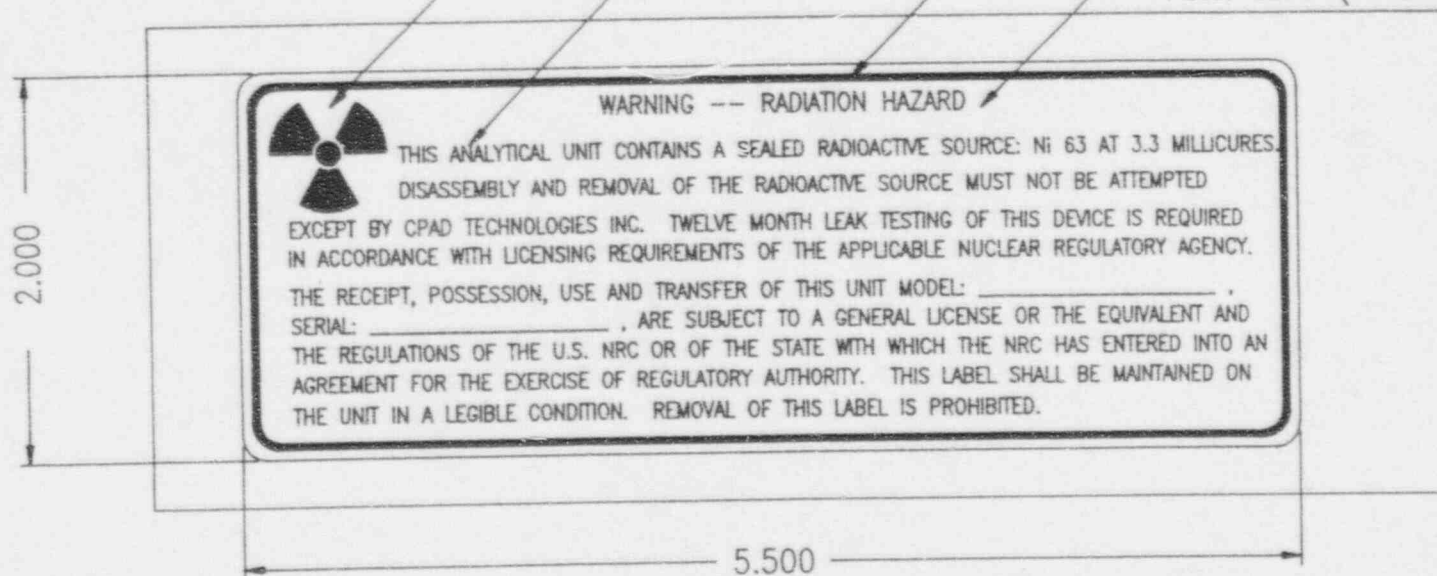 WARNING -- RADIATION HAZARD
THIS ANALYTICAL UNIT CONTAINS A SEALED RADIOACTIVE SOURCE: Ni 63 AT 3.3 MILLICURES.
DISASSEMBLY AND REMOVAL OF THE RADIOACTIVE SOURCE MUST NOT BE ATTEMPTED
EXCEPT BY CPAD TECHNOLOGIES INC. TWELVE MONTH LEAK TESTING OF THIS DEVICE IS REQUIRED
IN ACCORDANCE WITH LICENSING REQUIREMENTS OF THE APPLICABLE NUCLEAR REGULATORY AGENCY.
THE RECEIPT, POSSESSION, USE AND TRANSFER OF THIS UNIT MODEL: ____________________ ,
SERIAL: ____________________ , ARE SUBJECT TO A GENERAL LICENSE OR THE EQUIVALENT AND
THE REGULATIONS OF THE U.S. NRC OR OF THE STATE WITH WHICH THE NRC HAS ENTERED INTO AN
AGREEMENT FOR THE EXERCISE OF REGULATORY AUTHORITY. THIS LABEL SHALL BE MAINTAINED ON
THE UNIT IN A LEGIBLE CONDITION. REMOVAL OF THIS LABEL IS PROHIBITED.
2.000
5.500